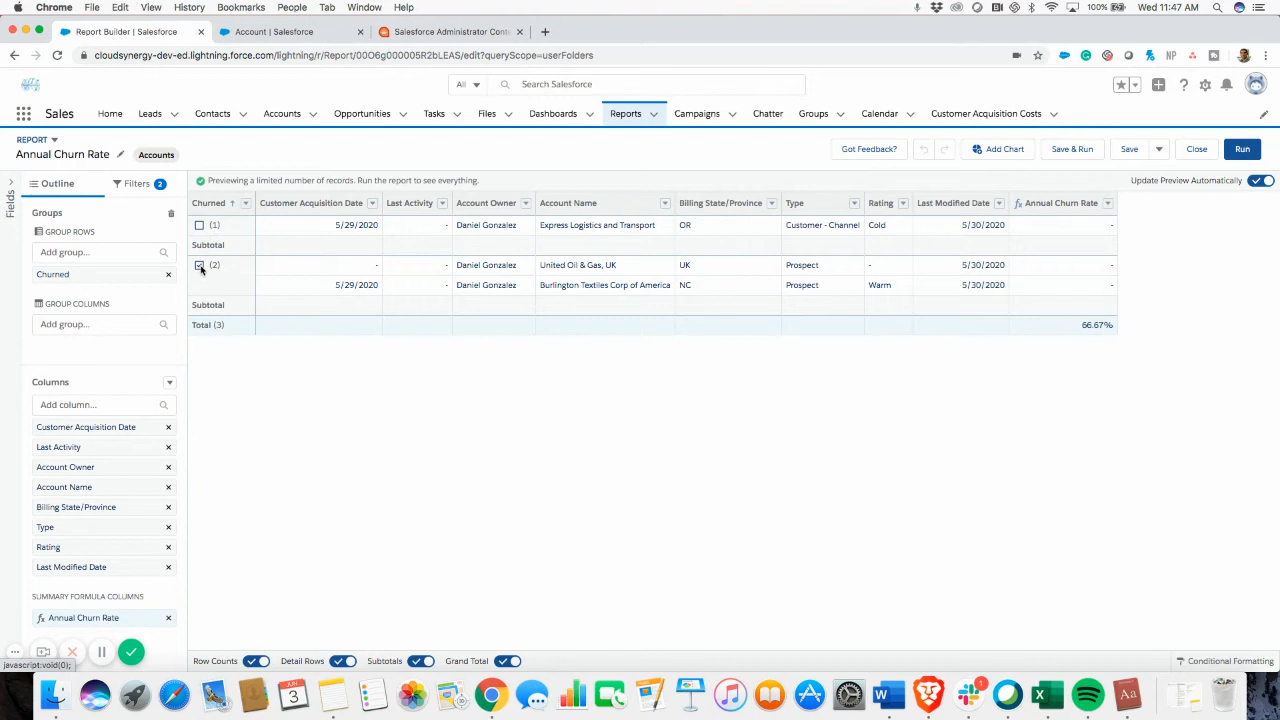 Chrome File Edit View History Bookmarks People Tab Window Help 100% Wed 11:47 AM
Report Builder | Salesforce Account | Salesforce Salesforce Administrator Cont
cloudsynergy-dev-ed.lightning.force.com/lightning/r/Report/00O6g000005R2bLEAS/edit?queryScope=userFolders
All Search Salesforce
Sales Home Leads Contacts Accounts Opportunities Tasks Files Dashboards Reports Campaigns Chatter Groups Calendar Customer Acquisition Costs
REPORT
Annual Churn Rate Accounts
Got Feedback? Add Chart Save & Run Save Close Run
Fields
Outline Filters 2
Previewing a limited number of records. Run the report to see everything. Update Preview Automatically
Groups
GROUP ROWS
Add group...
Churned
GROUP COLUMNS
Add group...
Columns
Add column...
Customer Acquisition Date
Last Activity
Account Owner
Account Name
Billing State/Province
Type
Rating
Last Modified Date
SUMMARY FORMULA COLUMNS
fx Annual Churn Rate
Churned ↑ Customer Acquisition Date Last Activity Account Owner Account Name Billing State/Province Type Rating Last Modified Date fx Annual Churn Rate
(1) 5/29/2020 - Daniel Gonzalez Express Logistics and Transport OR Customer - Channel Cold 5/30/2020 -
Subtotal
(2) - - Daniel Gonzalez United Oil & Gas, UK UK Prospect - 5/30/2020 -
5/29/2020 - Daniel Gonzalez Burlington Textiles Corp of America NC Prospect Warm 5/30/2020 -
Subtotal
Total (3) 66.67%
javascript:void(0);
Row Counts Detail Rows Subtotals Grand Total Conditional Formatting
JUN
3
1